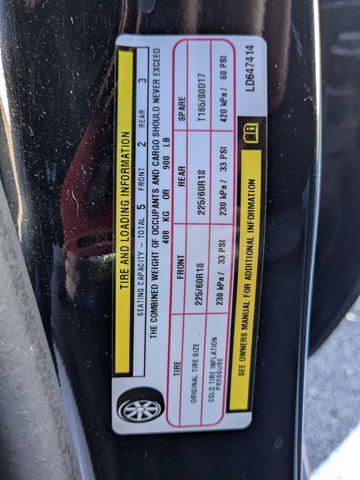 TIRE AND LOADING INFORMATION
SEATING CAPACITY - TOTAL 5 FRONT 2 REAR 3
THE COMBINED WEIGHT OF OCCUPANTS AND CARGO SHOULD NEVER EXCEED
408 KG OR 900 LB
TIRE FRONT REAR SPARE
ORIGINAL TIRE SIZE 225/60R18 225/60R18 T165/80D17
COLD TIRE INFLATION PRESSURE 230 kPa / 33 PSI 230 kPa / 33 PSI 420 kPa / 60 PSI
SEE OWNERS MANUAL FOR ADDITIONAL INFORMATION
LD647414